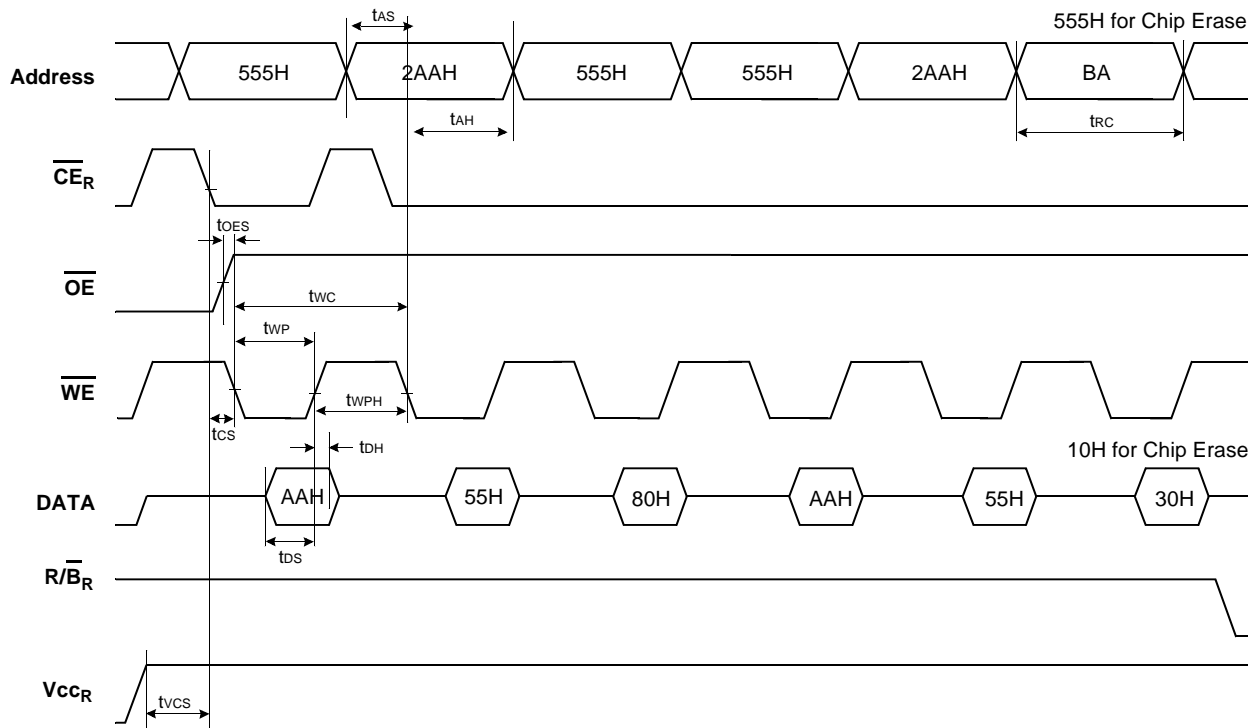 tAS
555H for Chip Erase
Address
555H
2AAH
555H
555H
2AAH
BA
tAH
tRC
CER
tOES
OE
tWC
tWP
WE
tWPH
tCS
tDH
10H for Chip Erase
DATA
AAH
55H
80H
AAH
55H
30H
tDS
R/BR
VccR
tVCS